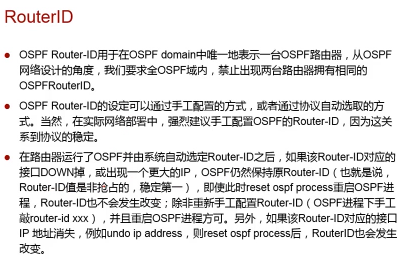 RouterID
OSPF Router-ID用于在OSPF domain中唯一地表示一台OSPF路由器，从OSPF
网络设计的角度，我们要求全OSPF域内，禁止出现两台路由器拥有相同的
OSPFRouterID。
OSPF Router-ID的设定可以通过手工配置的方式，或者通过协议自动选取的方
式。当然，在实际网络部署中，强烈建议手工配置OSPF的Router-ID，因为这关
系到协议的稳定。
在路由器运行了OSPF并由系统自动选定Router-ID之后，如果该Router-ID对应的
接口DOWN掉，或出现一个更大的IP，OSPF仍然保持原Router-ID（也就是说，
Router-ID值是非抢占的，稳定第一），即使此时reset ospf process重启OSPF进
程，Router-ID也不会发生改变；除非重新手工配置Router-ID（OSPF进程下手工
敲router-id xxx），并且重启OSPF进程方可。另外，如果该Router-ID对应的接口
IP 地址消失，例如undo ip address，则reset ospf process后，RouterID也会发生
改变。